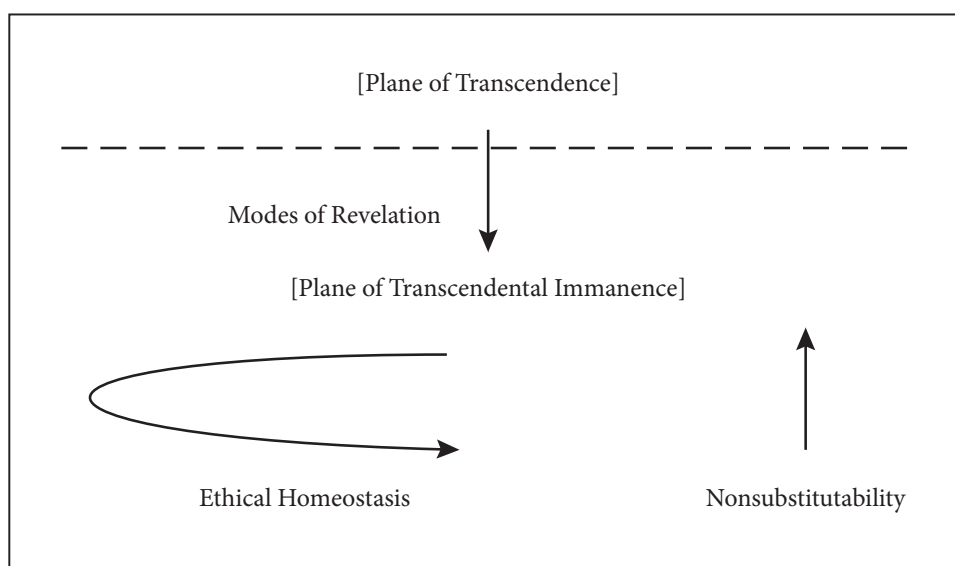 [Plane of Transcendence]
Modes of Revelation
[Plane of Transcendental Immanence]
Ethical Homeostasis
Nonsubstitutability